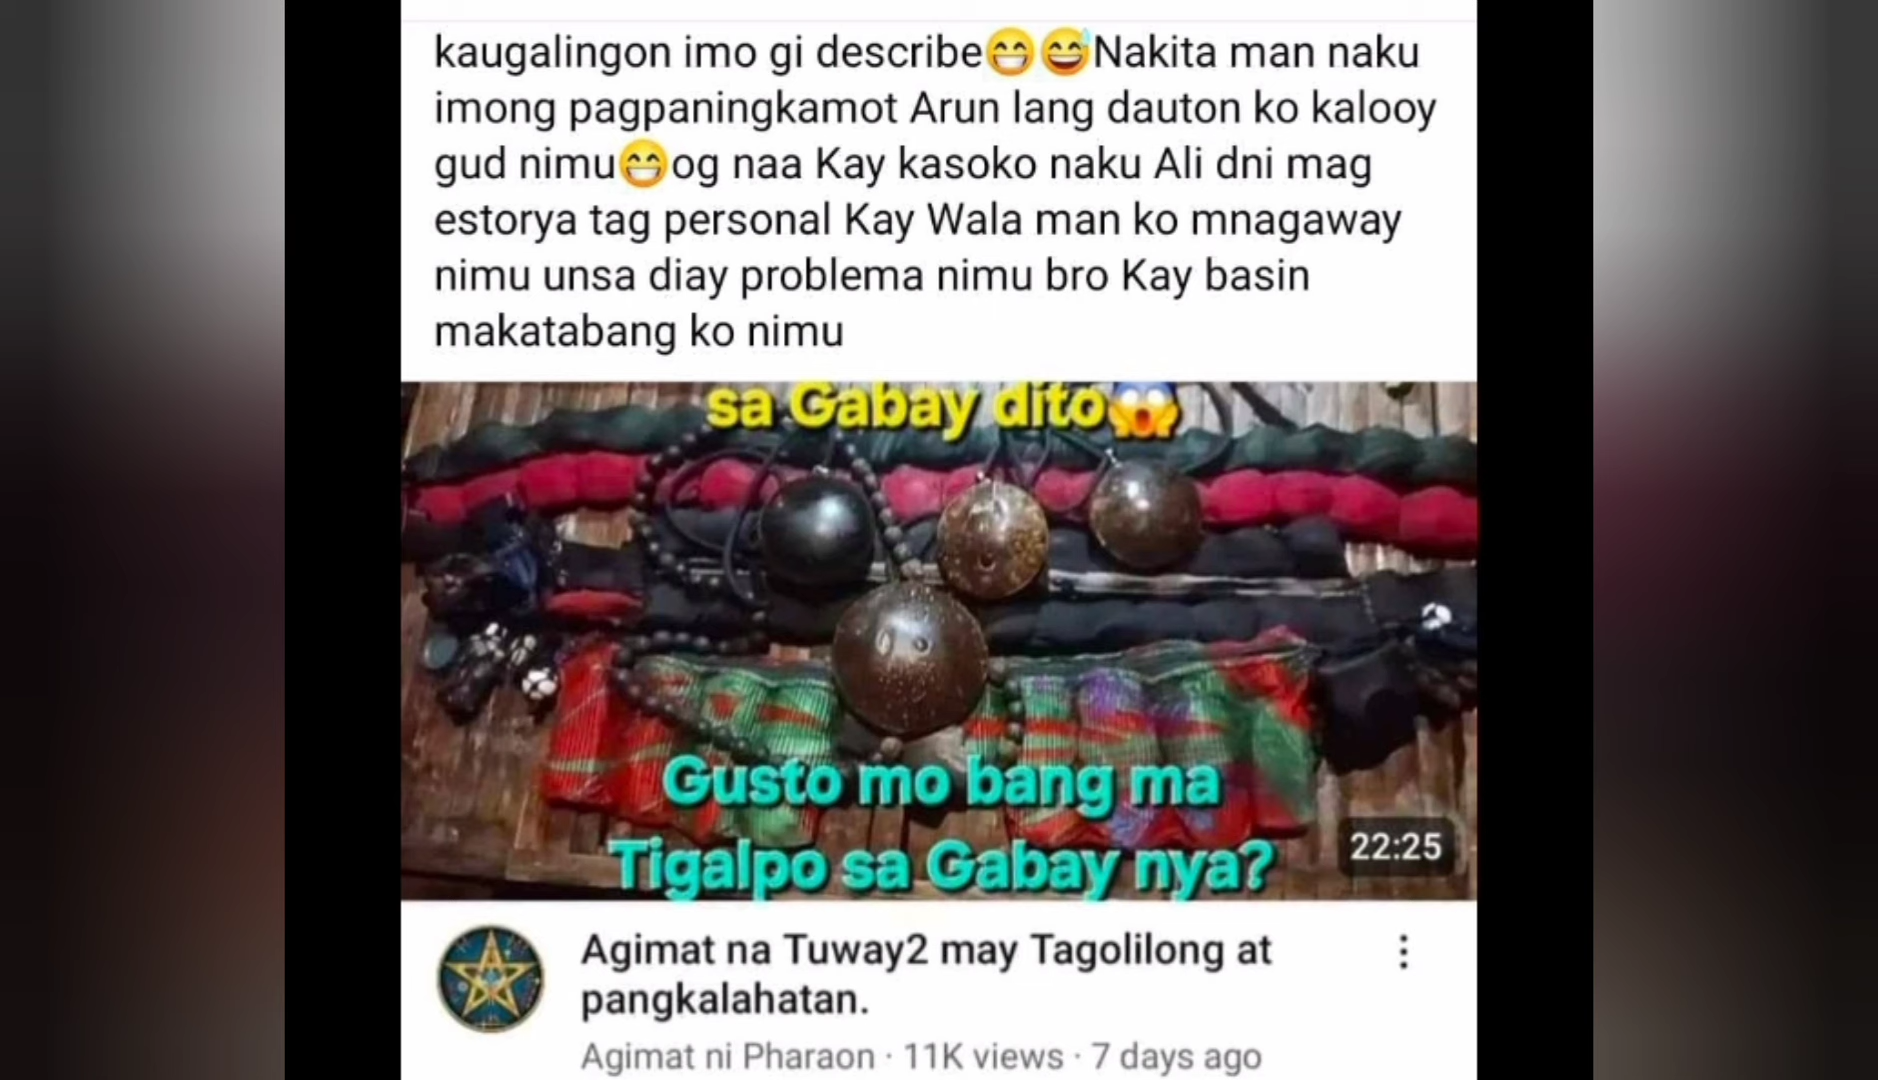 kaugalingon imo gi describe😁😅Nakita man naku
imong pagpaningkamot Arun lang dauton ko kalooy
gud nimu😁og naa Kay kasoko naku Ali dni mag
estorya tag personal Kay Wala man ko mnagaway
nimu unsa diay problema nimu bro Kay basin
makatabang ko nimu
sa Gabay dito😱
Gusto mo bang ma
Tigalpo sa Gabay nya?
22:25
Agimat na Tuway2 may Tagolilong at
pangkalahatan.
Agimat ni Pharaon · 11K views · 7 days ago